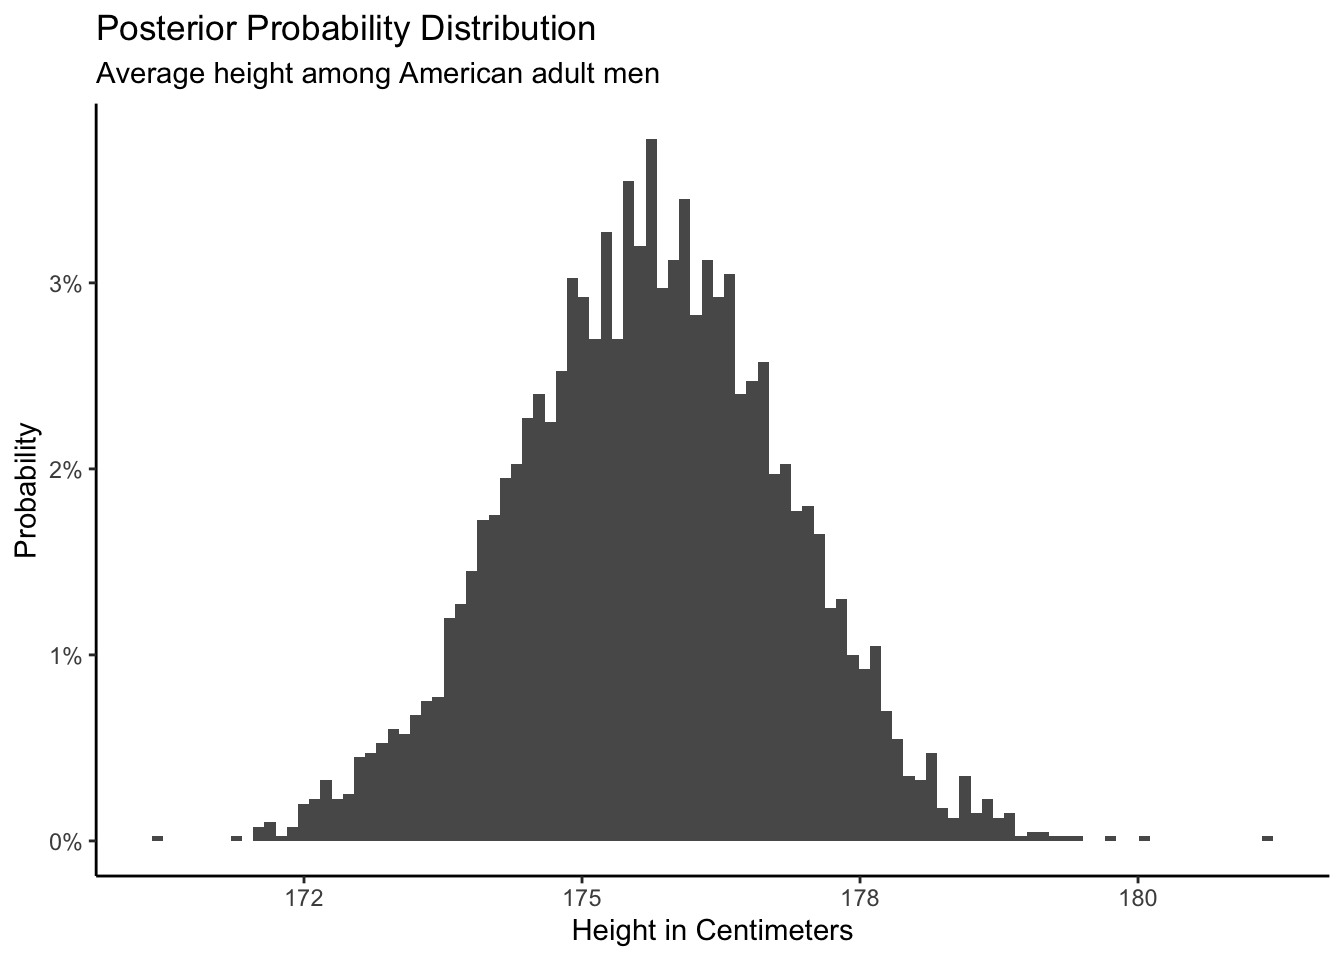 Posterior Probability Distribution
Average height among American adult men
3%
2%
1%
0%
Probability
172
175
178
180
Height in Centimeters